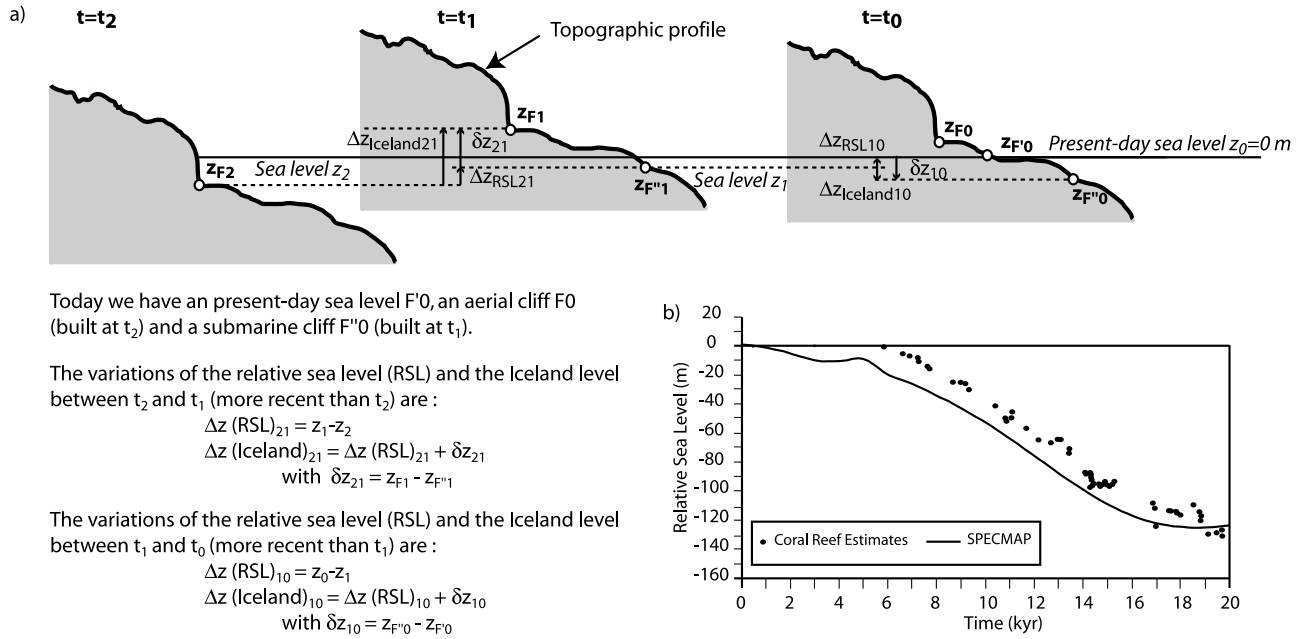 a)
t=t2
t=t1
t=t0
Topographic profile
zF1
zF0
zF'0
Present-day sea level z0=0 m
ΔzIceland21
δz21
ΔzRSL10
zF2
Sea level z2
ΔzRSL21
zF"1
Sea level z1
δz10
ΔzIceland10
zF"0
Today we have an present-day sea level F'0, an aerial cliff F0
(built at t2) and a submarine cliff F"0 (built at t1).
The variations of the relative sea level (RSL) and the Iceland level
between t2 and t1 (more recent than t2) are :
Δz (RSL)21 = z1-z2
Δz (Iceland)21 = Δz (RSL)21 + δz21
with δz21 = zF1 - zF"1
The variations of the relative sea level (RSL) and the Iceland level
between t1 and t0 (more recent than t1) are :
Δz (RSL)10 = z0-z1
Δz (Iceland)10 = Δz (RSL)10 + δz10
with δz10 = zF"0 - zF'0
b)
Relative Sea Level (m)
20
0
-20
-40
-60
-80
-100
-120
-140
-160
Coral Reef Estimates
SPECMAP
0 2 4 6 8 10 12 14 16 18 20
Time (kyr)